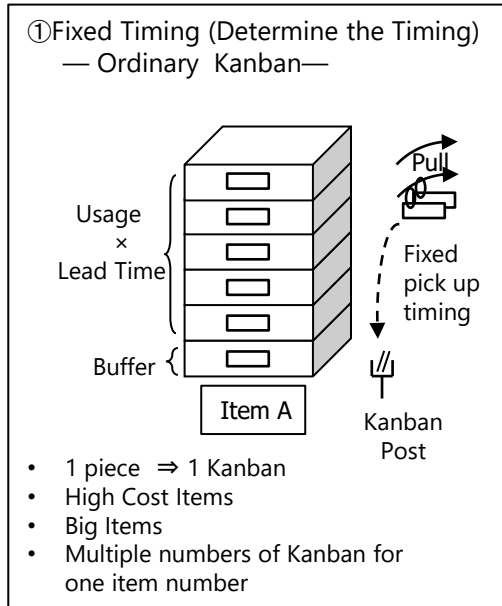 ①Fixed Timing (Determine the Timing)
— Ordinary Kanban—
Pull
Usage
×
Lead Time
Fixed
pick up
timing
Buffer
Item A
Kanban
Post
• 1 piece ⇒ 1 Kanban
• High Cost Items
• Big Items
• Multiple numbers of Kanban for
one item number